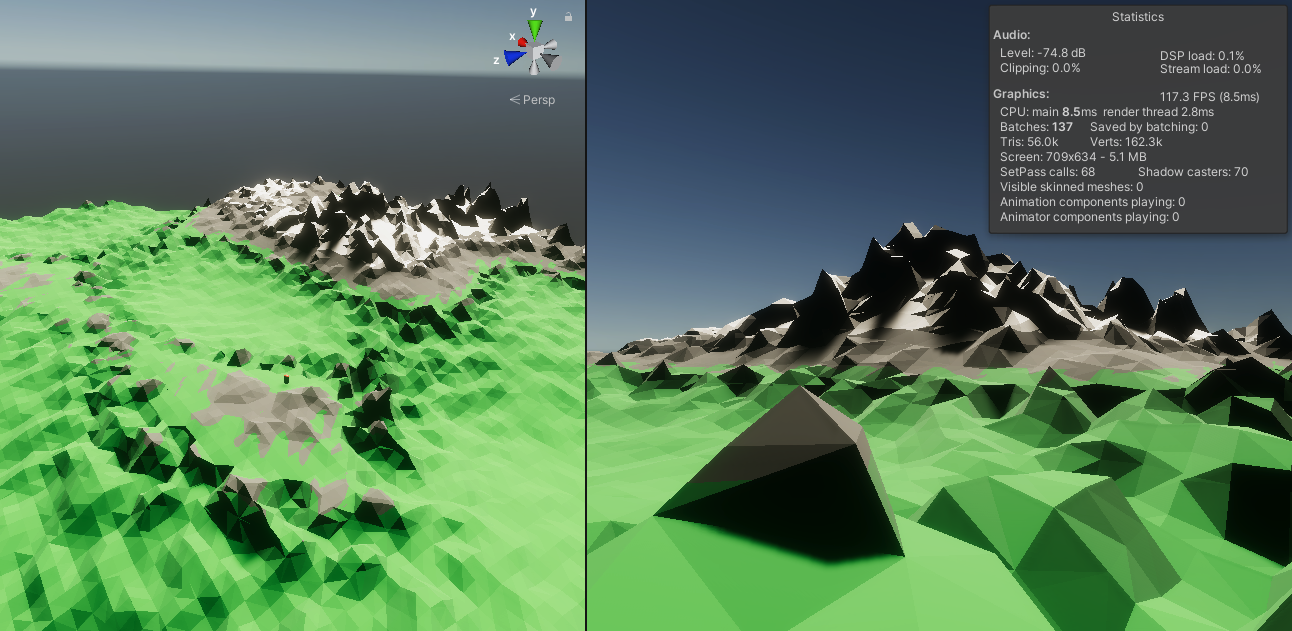 y
x
z
< Persp
Statistics
Audio:
Level: -74.8 dB DSP load: 0.1%
Clipping: 0.0% Stream load: 0.0%
Graphics: 117.3 FPS (8.5ms)
CPU: main 8.5ms render thread 2.8ms
Batches: 137 Saved by batching: 0
Tris: 56.0k Verts: 162.3k
Screen: 709x634 - 5.1 MB
SetPass calls: 68 Shadow casters: 70
Visible skinned meshes: 0
Animation components playing: 0
Animator components playing: 0